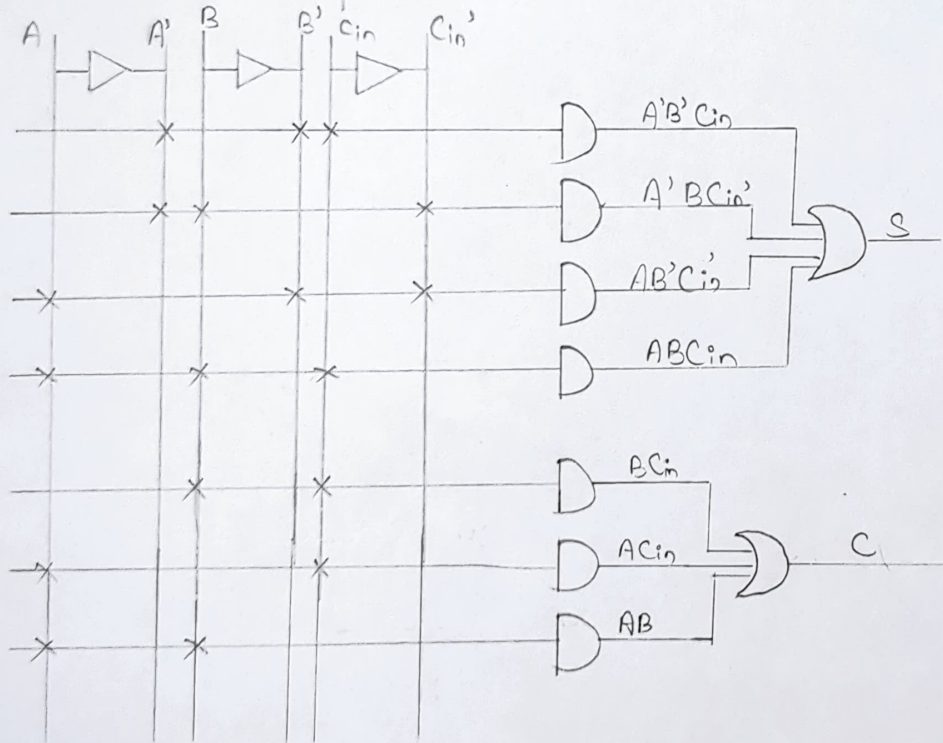 A A' B B' Cin Cin'
A'B'Cin
A'BCin'
S
AB'Cin'
ABCin
BCin
ACin
C
AB